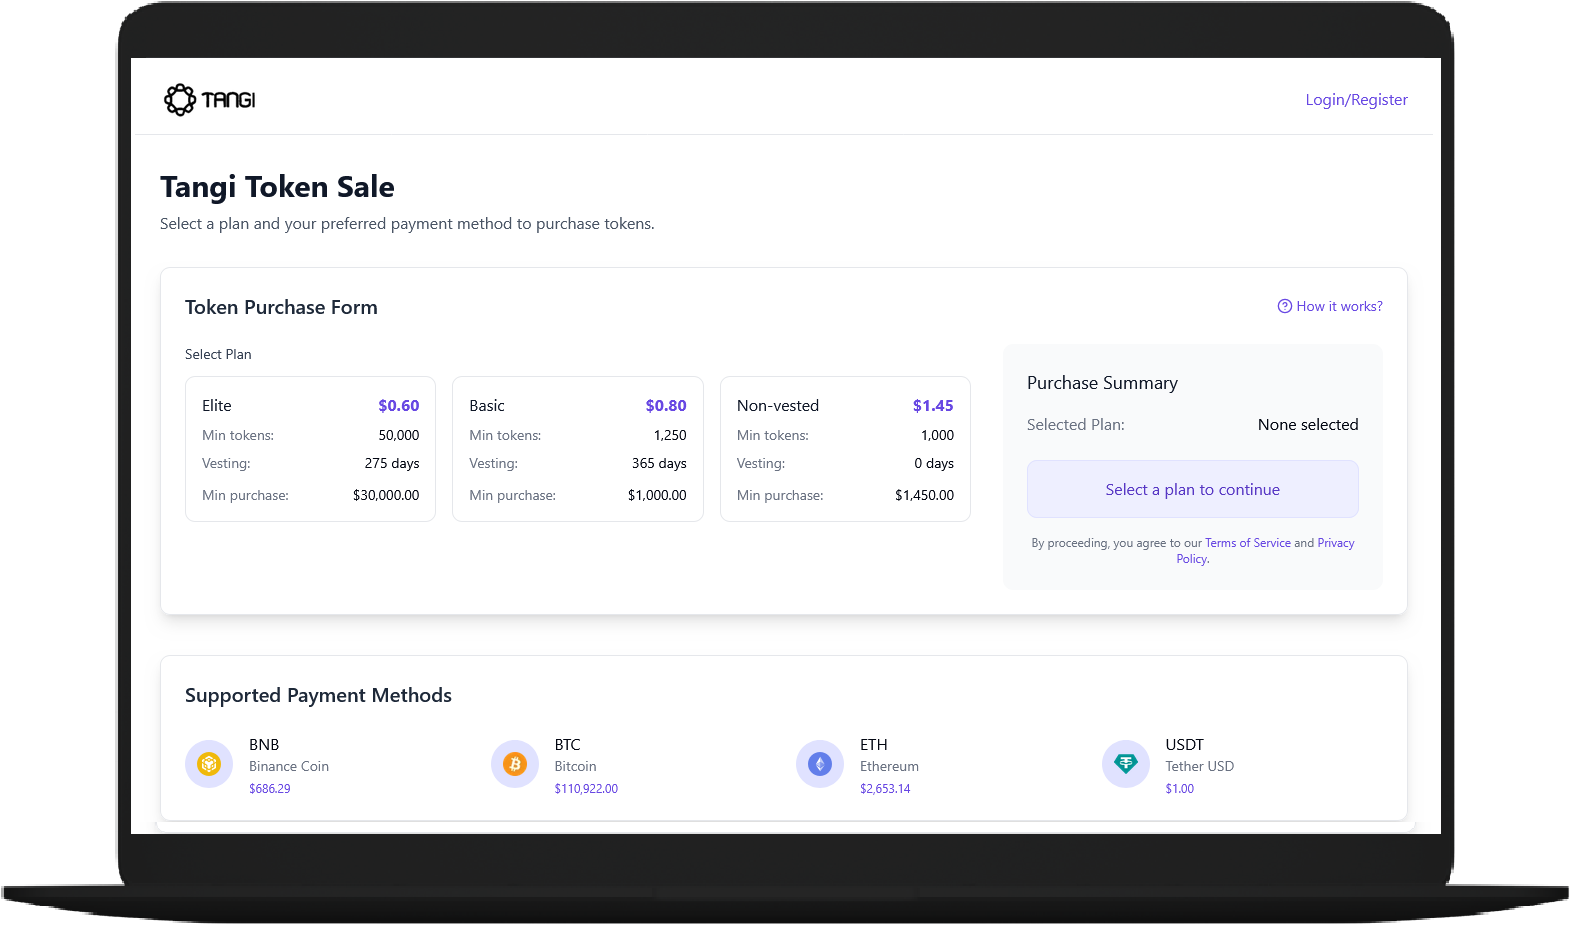 TANGI
Login/Register
Tangi Token Sale
Select a plan and your preferred payment method to purchase tokens.
Token Purchase Form
How it works?
Select Plan
Elite $0.60
Min tokens: 50,000
Vesting: 275 days
Min purchase: $30,000.00
Basic $0.80
Min tokens: 1,250
Vesting: 365 days
Min purchase: $1,000.00
Non-vested $1.45
Min tokens: 1,000
Vesting: 0 days
Min purchase: $1,450.00
Purchase Summary
Selected Plan: None selected
Select a plan to continue
By proceeding, you agree to our Terms of Service and Privacy
Policy.
Supported Payment Methods
BNB
Binance Coin
$686.29
BTC
Bitcoin
$110,922.00
ETH
Ethereum
$2,653.14
USDT
Tether USD
$1.00